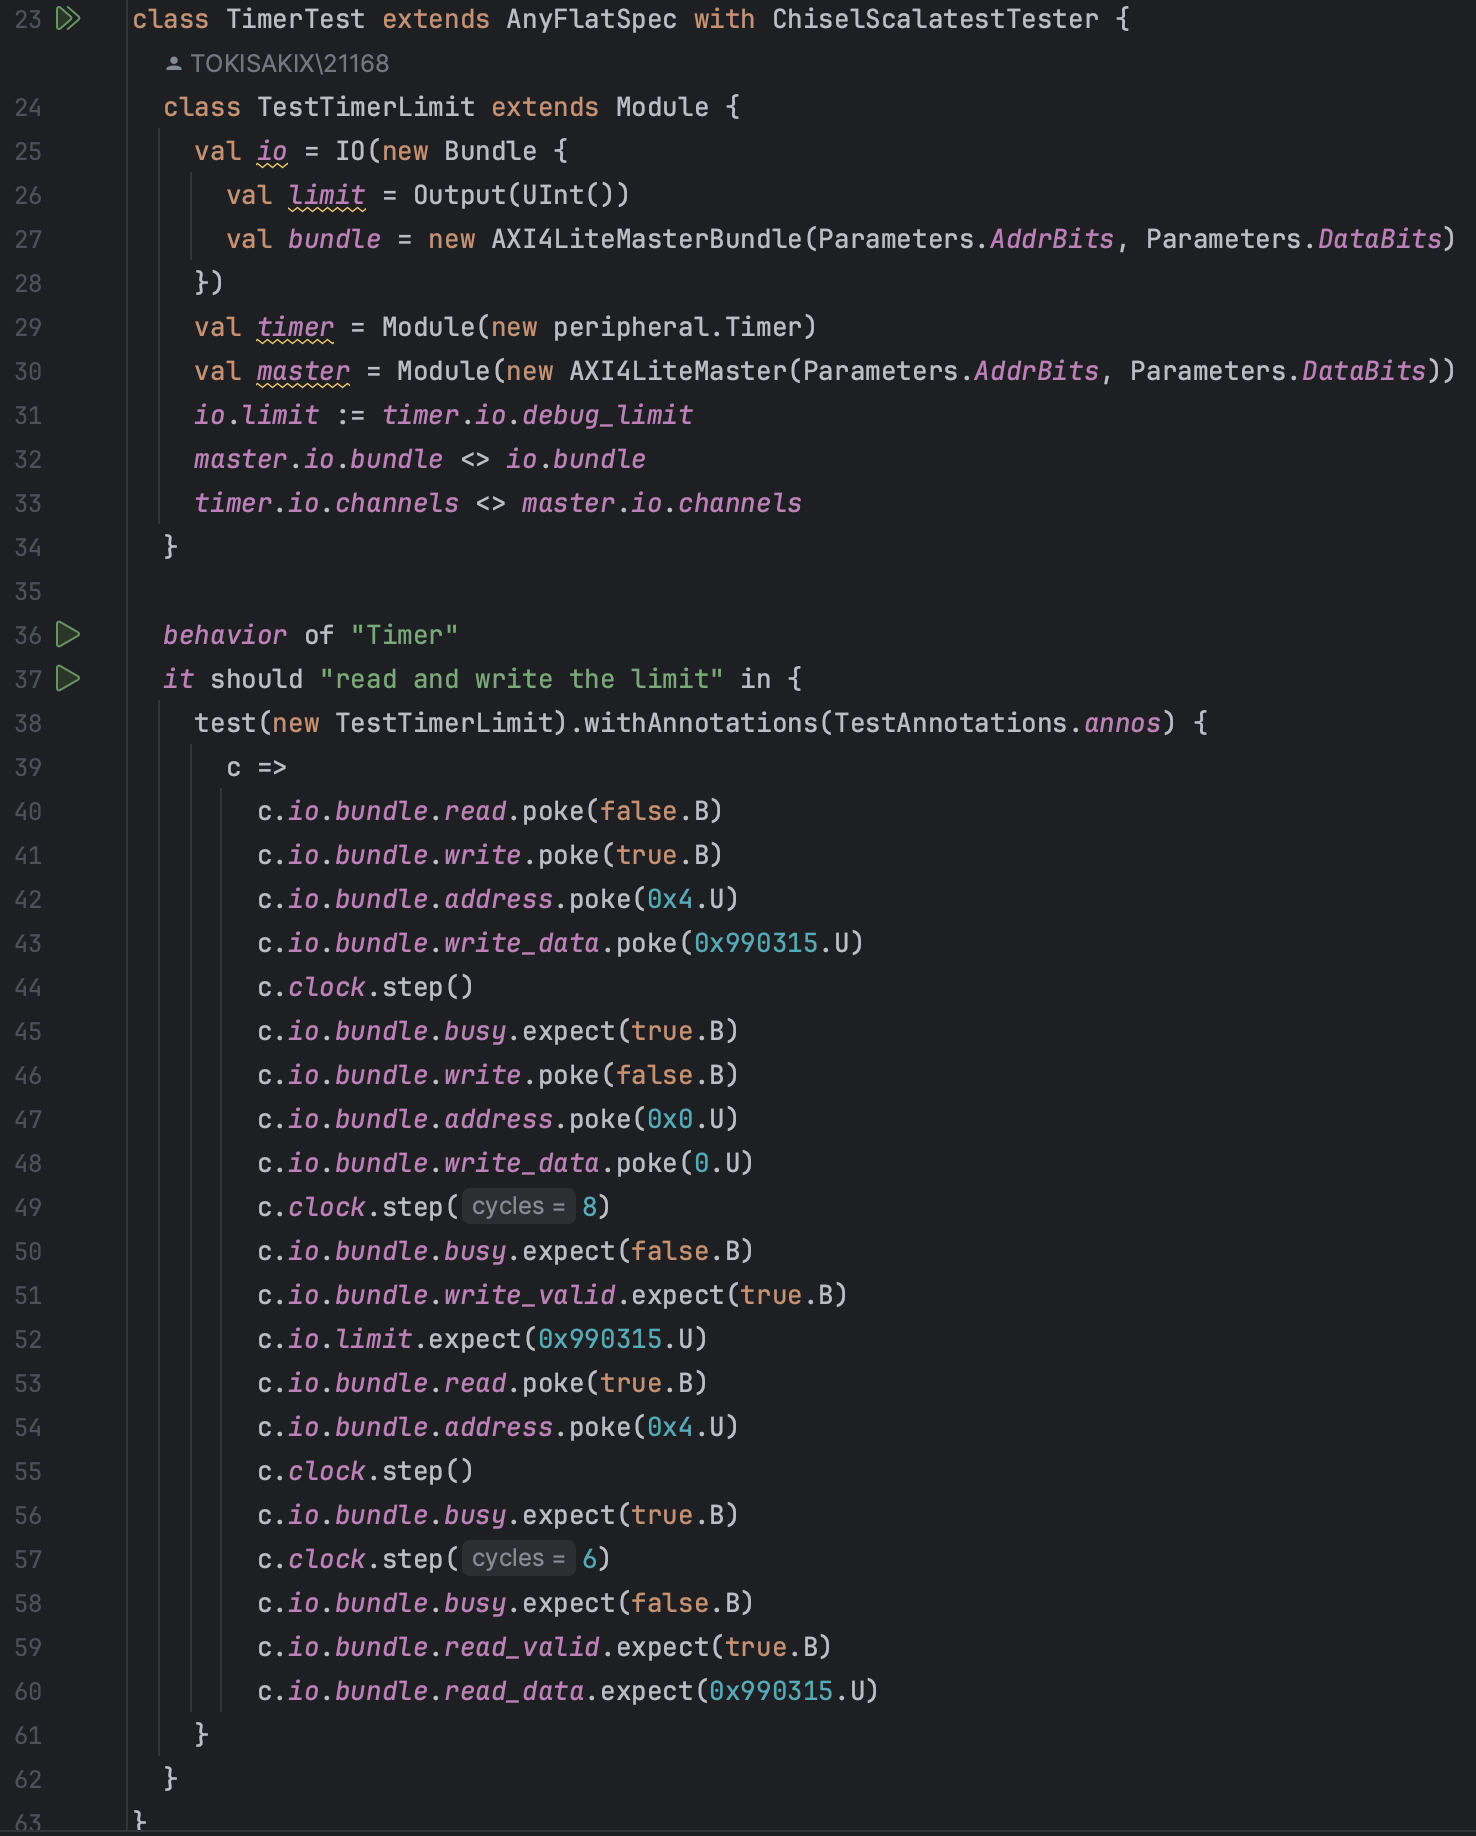 23 class TimerTest extends AnyFlatSpec with ChiselScalatestTester {
TOKISAKIX\21168
24 class TestTimerLimit extends Module {
25 val io = IO(new Bundle {
26 val limit = Output(UInt())
27 val bundle = new AXI4LiteMasterBundle(Parameters.AddrBits, Parameters.DataBits)
28 })
29 val timer = Module(new peripheral.Timer)
30 val master = Module(new AXI4LiteMaster(Parameters.AddrBits, Parameters.DataBits))
31 io.limit := timer.io.debug_limit
32 master.io.bundle <> io.bundle
33 timer.io.channels <> master.io.channels
34 }
35
36 behavior of "Timer"
37 it should "read and write the limit" in {
38 test(new TestTimerLimit).withAnnotations(TestAnnotations.annos) {
39 c =>
40 c.io.bundle.read.poke(false.B)
41 c.io.bundle.write.poke(true.B)
42 c.io.bundle.address.poke(0x4.U)
43 c.io.bundle.write_data.poke(0x990315.U)
44 c.clock.step()
45 c.io.bundle.busy.expect(true.B)
46 c.io.bundle.write.poke(false.B)
47 c.io.bundle.address.poke(0x0.U)
48 c.io.bundle.write_data.poke(0.U)
49 c.clock.step( cycles = 8)
50 c.io.bundle.busy.expect(false.B)
51 c.io.bundle.write_valid.expect(true.B)
52 c.io.limit.expect(0x990315.U)
53 c.io.bundle.read.poke(true.B)
54 c.io.bundle.address.poke(0x4.U)
55 c.clock.step()
56 c.io.bundle.busy.expect(true.B)
57 c.clock.step( cycles = 6)
58 c.io.bundle.busy.expect(false.B)
59 c.io.bundle.read_valid.expect(true.B)
60 c.io.bundle.read_data.expect(0x990315.U)
61 }
62 }
63 }